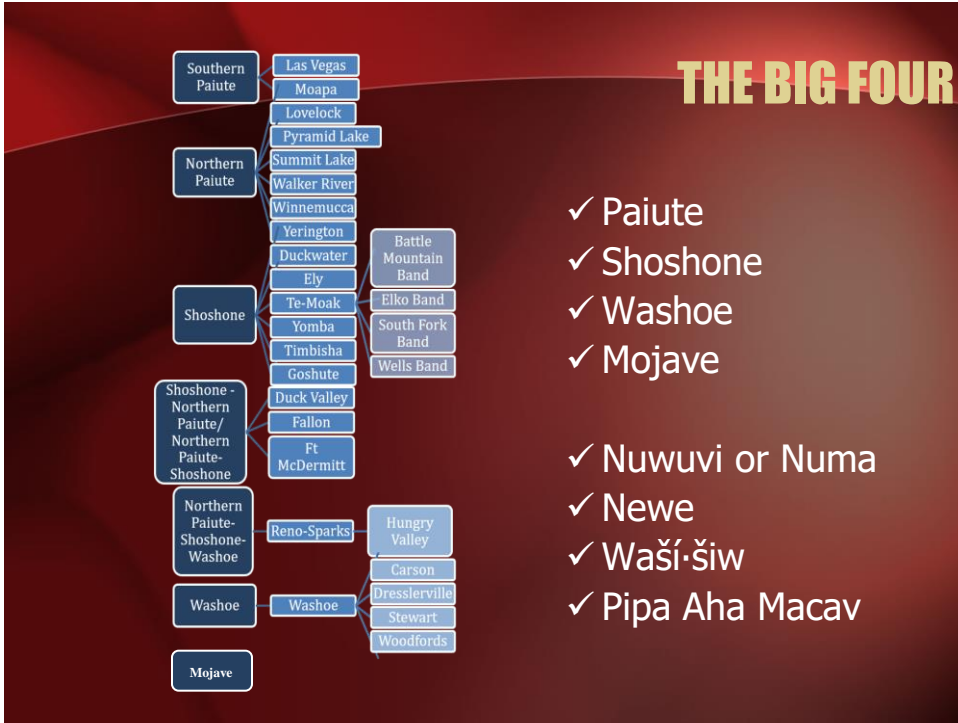 THE BIG FOUR
Southern
Paiute
Las Vegas
Moapa
Northern
Paiute
Lovelock
Pyramid Lake
Summit Lake
Walker River
Winnemucca
Yerington
Shoshone
Duckwater
Ely
Te-Moak
Yomba
Timbisha
Goshute
Battle
Mountain
Band
Elko Band
South Fork
Band
Wells Band
Shoshone -
Northern
Paiute/
Northern
Paiute-
Shoshone
Duck Valley
Fallon
Ft
McDermitt
Northern
Paiute-
Shoshone-
Washoe
Reno-Sparks
Hungry
Valley
Washoe
Washoe
Carson
Dresslerville
Stewart
Woodfords
Mojave
✓ Paiute
✓ Shoshone
✓ Washoe
✓ Mojave
✓ Nuwuvi or Numa
✓ Newe
✓ Waší·šiw
✓ Pipa Aha Macav